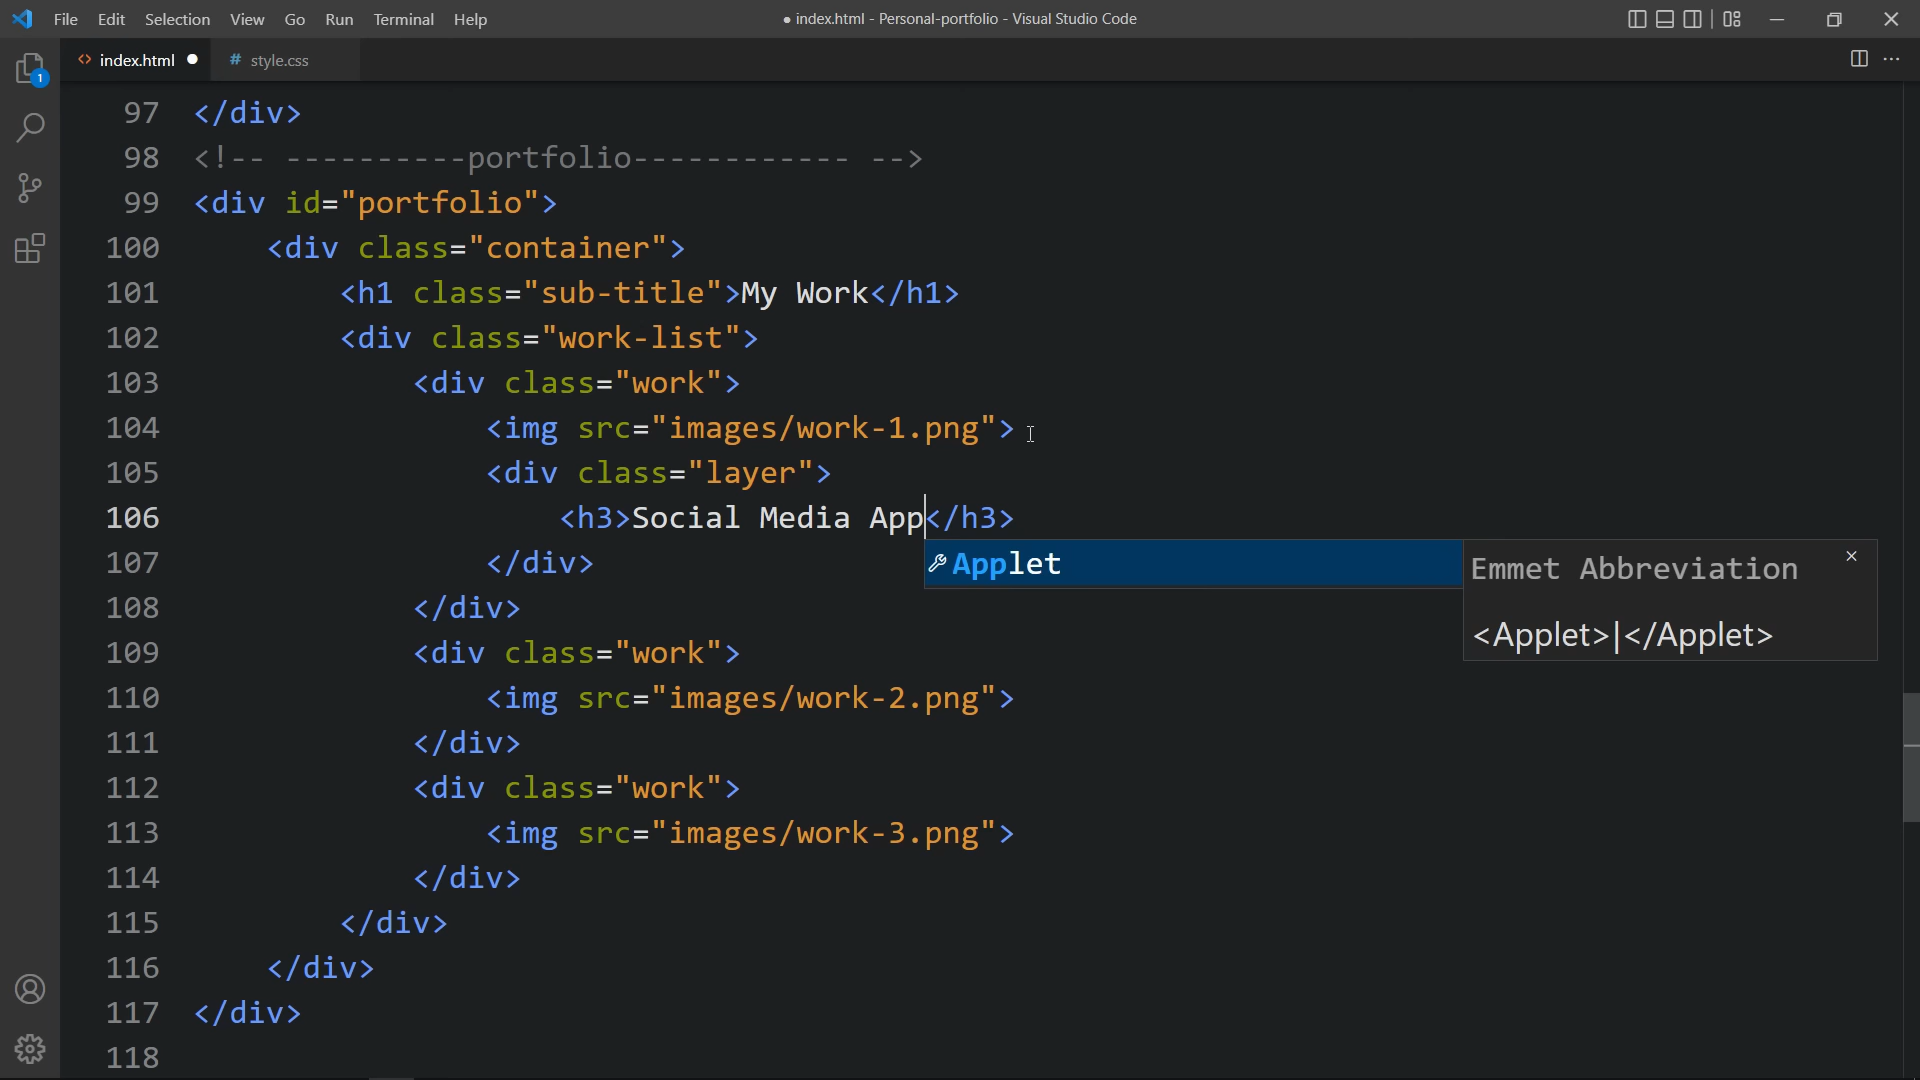 File Edit Selection View Go Run Terminal Help
● index.html - Personal-portfolio - Visual Studio Code
<> index.html ● # style.css
1
97 </div>
98 <!-- ----------portfolio------------ -->
99 <div id="portfolio">
100 <div class="container">
101 <h1 class="sub-title">My Work</h1>
102 <div class="work-list">
103 <div class="work">
104 <img src="images/work-1.png">
105 <div class="layer">
106 <h3>Social Media App</h3>
107 </div>
Applet
Emmet Abbreviation
<Applet>|</Applet>
108 </div>
109 <div class="work">
110 <img src="images/work-2.png">
111 </div>
112 <div class="work">
113 <img src="images/work-3.png">
114 </div>
115 </div>
116 </div>
117 </div>
118